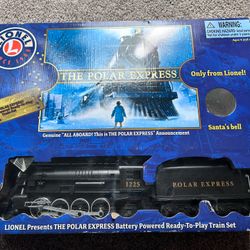 LIONEL
WARNING:
THE POLAR EXPRESS
Only from Lionel!
Santa's bell
Genuine "ALL ABOARD! This is THE POLAR EXPRESS" Announcement
1225
POLAR EXPRESS
LIONEL Presents THE POLAR EXPRESS Battery Powered Ready-To-Play Train Set